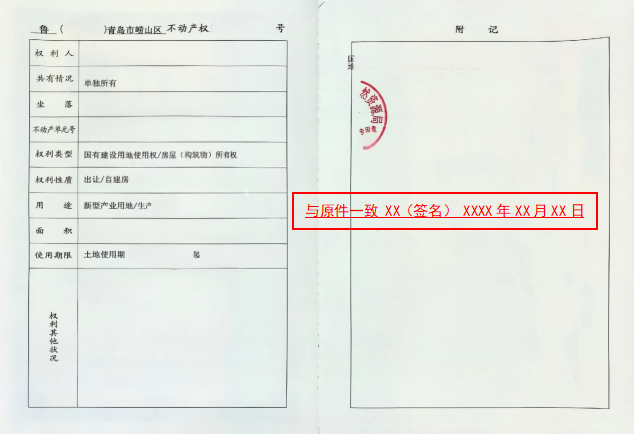 鲁 ( )青岛市崂山区 不动产权 号
权利人
共有情况 单独所有
坐落
不动产单元号
权利类型 国有建设用地使用权/房屋（构筑物）所有权
权利性质 出让/自建房
用途 新型产业用地/生产
面积
使用期限 土地使用期 起
权利其他状况
附记
资源局
与原件一致 XX（签名） XXXX 年 XX 月 XX 日